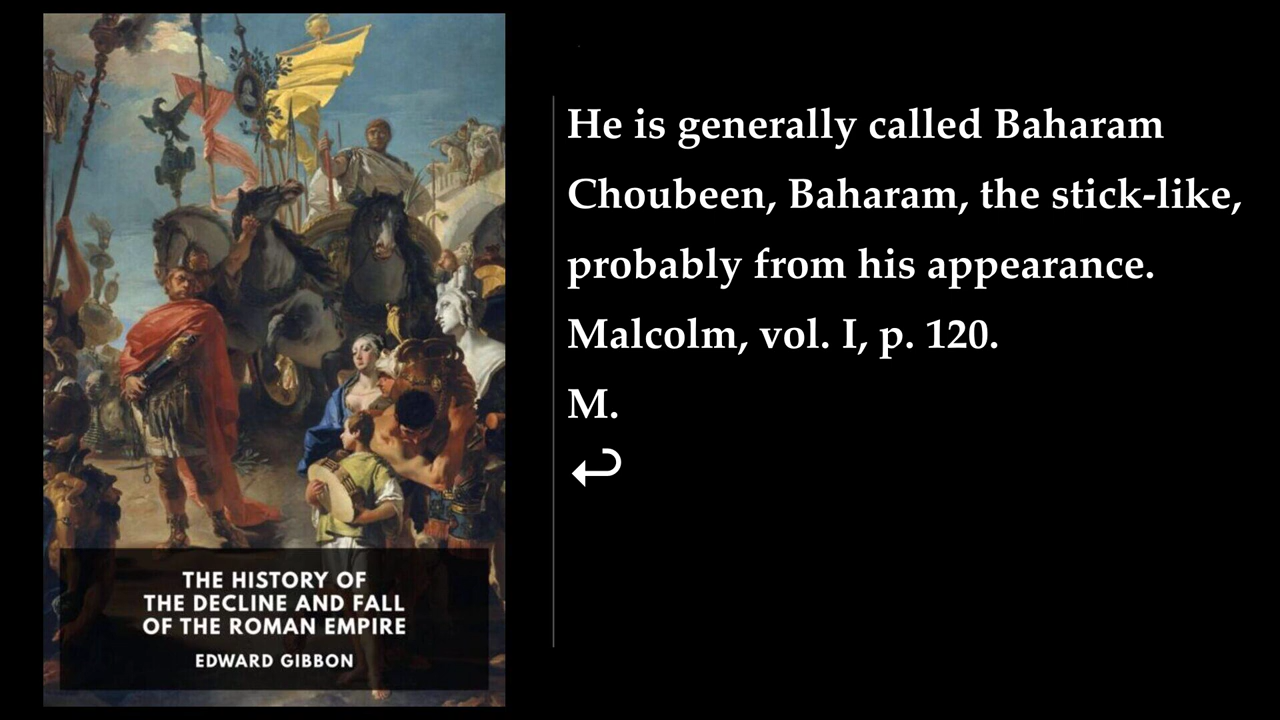 He is generally called Baharam
Choubeen, Baharam, the stick-like,
probably from his appearance.
Malcolm, vol. I, p. 120.
M.
↩
THE HISTORY OF
THE DECLINE AND FALL
OF THE ROMAN EMPIRE
EDWARD GIBBON